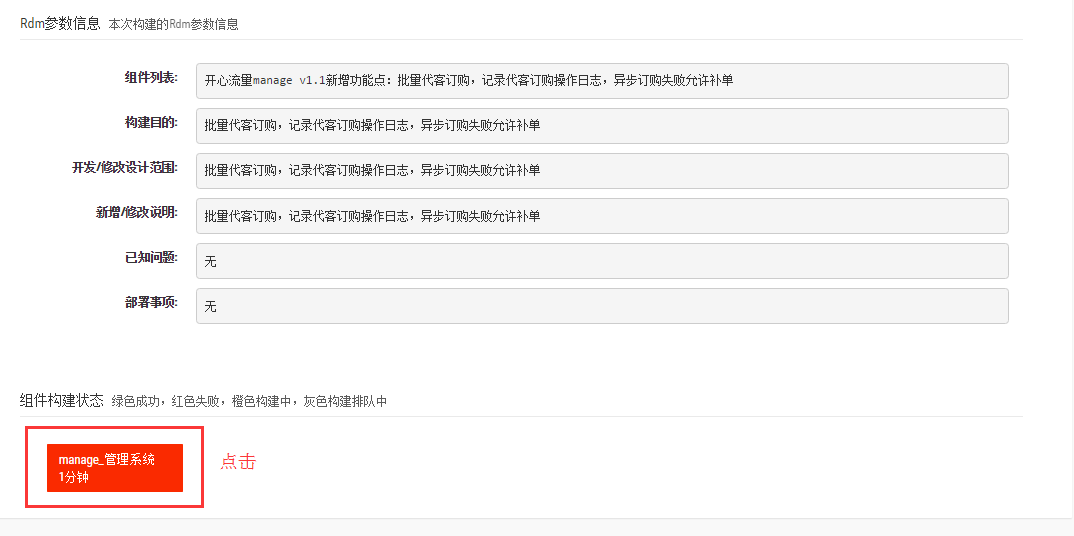 Rdm参数信息 本次构建的Rdm参数信息
组件列表: 开心流量manage v1.1新增功能点: 批量代客订购，记录代客订购操作日志，异步订购失败允许补单
构建目的: 批量代客订购，记录代客订购操作日志，异步订购失败允许补单
开发/修改设计范围: 批量代客订购，记录代客订购操作日志，异步订购失败允许补单
新增/修改说明: 批量代客订购，记录代客订购操作日志，异步订购失败允许补单
已知问题: 无
部署事项: 无
组件构建状态 绿色成功，红色失败，橙色构建中，灰色构建排队中
manage_管理系统
1分钟
点击